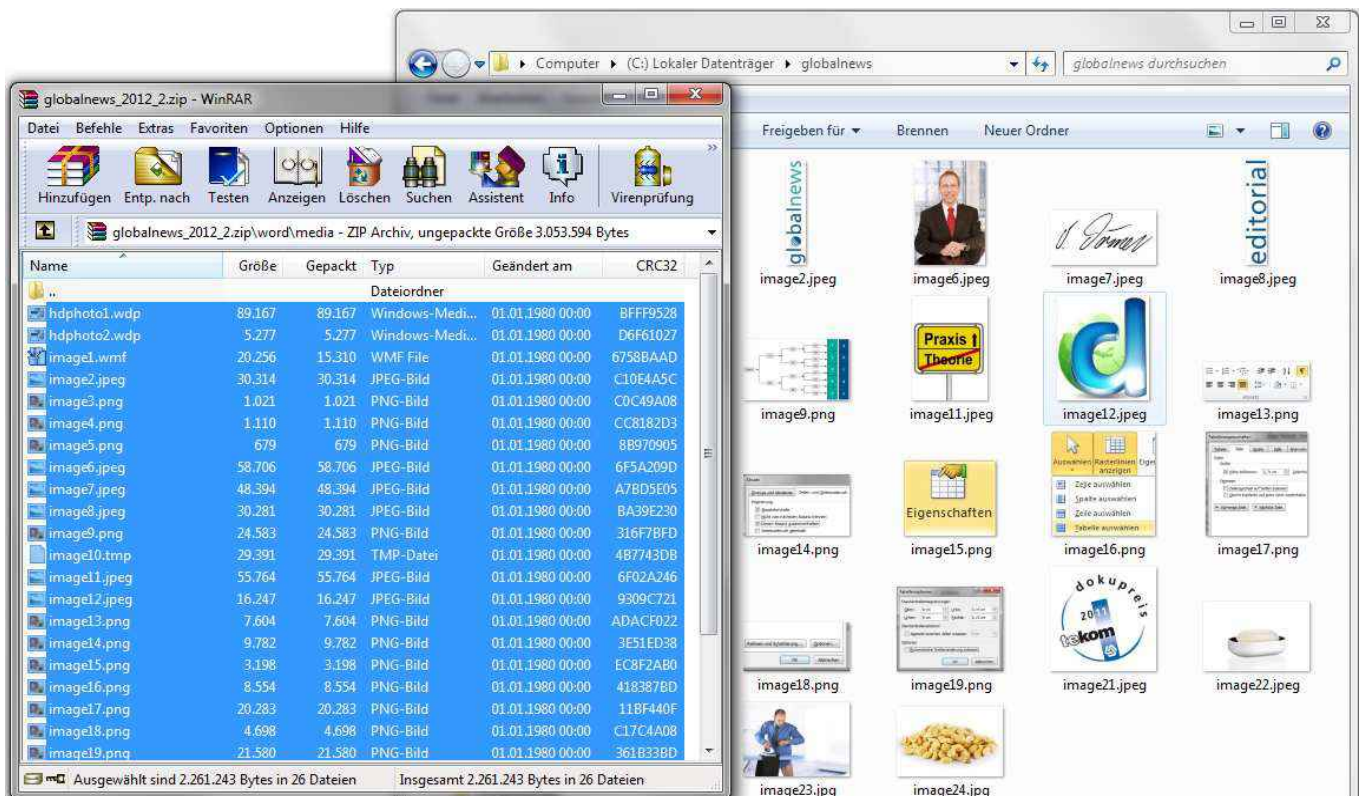 Computer ▸ (C:) Lokaler Datenträger ▸ globalnews
globalnews durchsuchen
Freigeben für
Brennen
Neuer Ordner
globalnews_2012_2.zip - WinRAR
Datei Befehle Extras Favoriten Optionen Hilfe
Hinzufügen Entp. nach Testen Anzeigen Löschen Suchen Assistent Info Virenprüfung
globalnews_2012_2.zip\word\media - ZIP Archiv, ungepackte Größe 3.053.594 Bytes
Name Größe Gepackt Typ Geändert am CRC32
.. Dateiordner
hdphoto1.wdp 89.167 89.167 Windows-Medi... 01.01.1980 00:00 BFFF9528
hdphoto2.wdp 5.277 5.277 Windows-Medi... 01.01.1980 00:00 D6F61027
image1.wmf 20.256 15.310 WMF File 01.01.1980 00:00 6758BAAD
image2.jpeg 30.314 30.314 JPEG-Bild 01.01.1980 00:00 C10E4A5C
image3.png 1.021 1.021 PNG-Bild 01.01.1980 00:00 C0C49A08
image4.png 1.110 1.110 PNG-Bild 01.01.1980 00:00 CC8182D3
image5.png 679 679 PNG-Bild 01.01.1980 00:00 8B970905
image6.jpeg 58.706 58.706 JPEG-Bild 01.01.1980 00:00 6F5A209D
image7.jpeg 48.394 48.394 JPEG-Bild 01.01.1980 00:00 A7BD5E05
image8.jpeg 30.281 30.281 JPEG-Bild 01.01.1980 00:00 BA39E230
image9.png 24.583 24.583 PNG-Bild 01.01.1980 00:00 316F7BFD
image10.tmp 29.391 29.391 TMP-Datei 01.01.1980 00:00 4B7743DB
image11.jpeg 55.764 55.764 JPEG-Bild 01.01.1980 00:00 6F02A246
image12.jpeg 16.247 16.247 JPEG-Bild 01.01.1980 00:00 9309C721
image13.png 7.604 7.604 PNG-Bild 01.01.1980 00:00 ADACF022
image14.png 9.782 9.782 PNG-Bild 01.01.1980 00:00 3E51ED38
image15.png 3.198 3.198 PNG-Bild 01.01.1980 00:00 EC8F2AB0
image16.png 8.554 8.554 PNG-Bild 01.01.1980 00:00 418387BD
image17.png 20.283 20.283 PNG-Bild 01.01.1980 00:00 11BF440F
image18.png 4.698 4.698 PNG-Bild 01.01.1980 00:00 C17C4A08
image19.png 21.580 21.580 PNG-Bild 01.01.1980 00:00 361B33BD
Ausgewählt sind 2.261.243 Bytes in 26 Dateien Insgesamt 2.261.243 Bytes in 26 Dateien
globalnews
editorial
image2.jpeg image6.jpeg image7.jpeg image8.jpeg
Praxis
Theorie
d
image9.png image11.jpeg image12.jpeg image13.png
Eigenschaften
Auswählen Rasterlinien anzeigen
Zelle auswählen
Spalte auswählen
Zeile auswählen
Tabelle auswählen
image14.png image15.png image16.png image17.png
dokupreis
2011
tekom
image18.png image19.png image21.jpeg image22.jpeg
image23.jpg image24.jpg